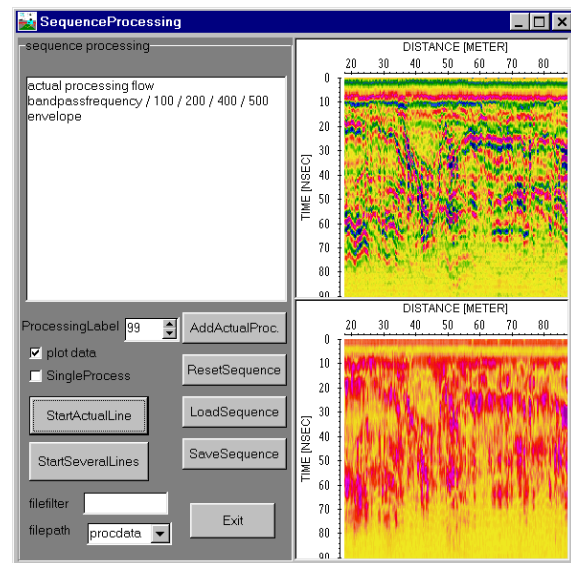 SequenceProcessing
sequence processing
actual processing flow
bandpassfrequency / 100 / 200 / 400 / 500
envelope
ProcessingLabel 99
AddActualProc.
plot data
SingleProcess
ResetSequence
StartActualLine
LoadSequence
StartSeveralLines
SaveSequence
filefilter
filepath procdata
Exit
DISTANCE [METER]
20 30 40 50 60 70 80
TIME [NSEC]
0
10
20
30
40
50
60
70
80
90
DISTANCE [METER]
20 30 40 50 60 70 80
TIME [NSEC]
0
10
20
30
40
50
60
70
80
90